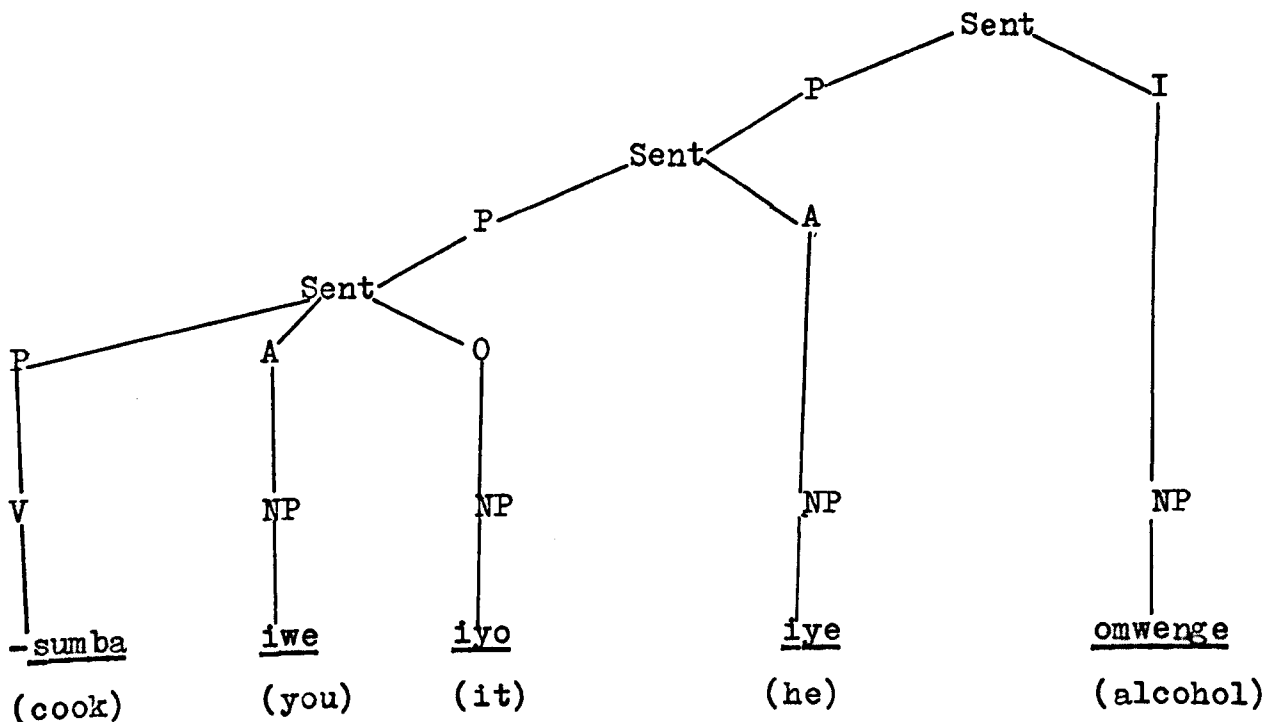 Sent
P I
Sent
P A
Sent
P A O
V NP NP NP NP
-sumba iwe iyo iye omwenge
(cook) (you) (it) (he) (alcohol)